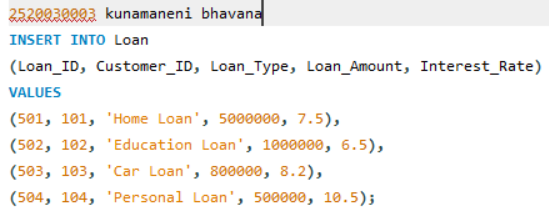 2520030003 kunamaneni bhavana
INSERT INTO Loan
(Loan_ID, Customer_ID, Loan_Type, Loan_Amount, Interest_Rate)
VALUES
(501, 101, 'Home Loan', 5000000, 7.5),
(502, 102, 'Education Loan', 1000000, 6.5),
(503, 103, 'Car Loan', 800000, 8.2),
(504, 104, 'Personal Loan', 500000, 10.5);